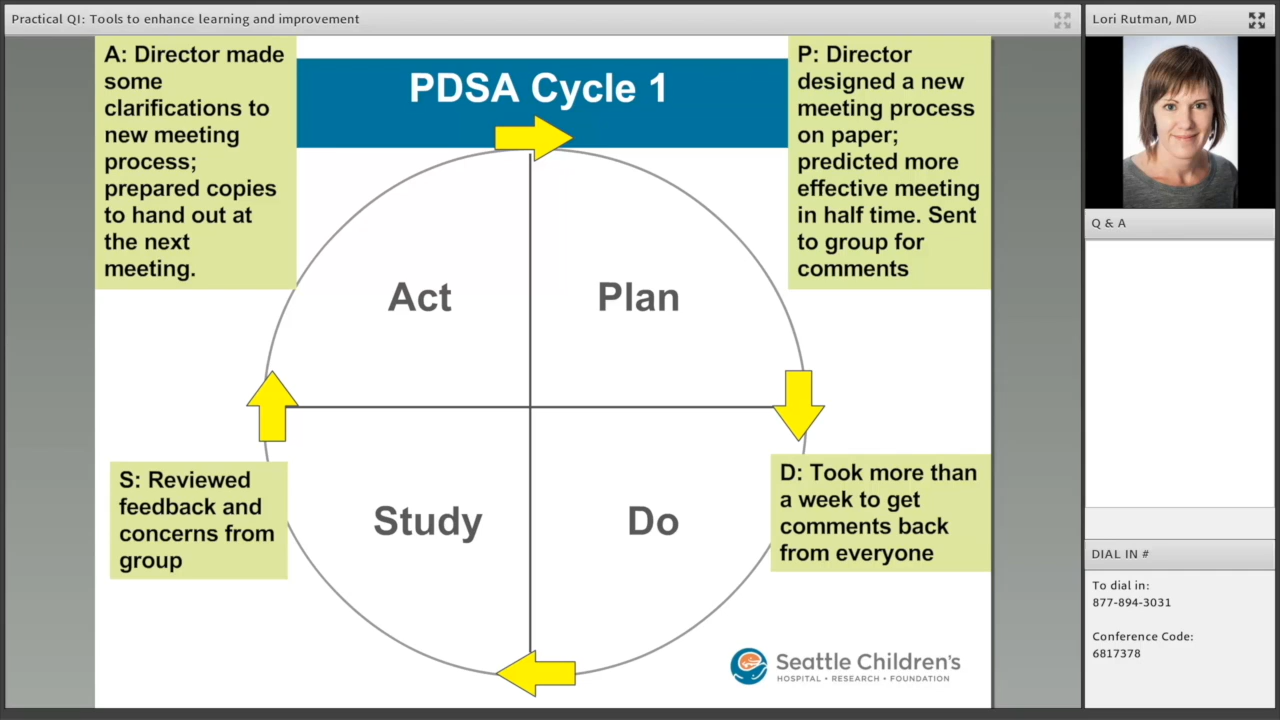 Practical QI: Tools to enhance learning and improvement
A: Director made
some
clarifications to
new meeting
process;
prepared copies
to hand out at
the next
meeting.
PDSA Cycle 1
P: Director
designed a new
meeting process
on paper;
predicted more
effective meeting
in half time. Sent
to group for
comments
Act
Plan
S: Reviewed
feedback and
concerns from
group
Study
Do
D: Took more than
a week to get
comments back
from everyone
Seattle Children's
HOSPITAL • RESEARCH • FOUNDATION
Lori Rutman, MD
Q & A
DIAL IN #
To dial in:
877-894-3031
Conference Code:
6817378